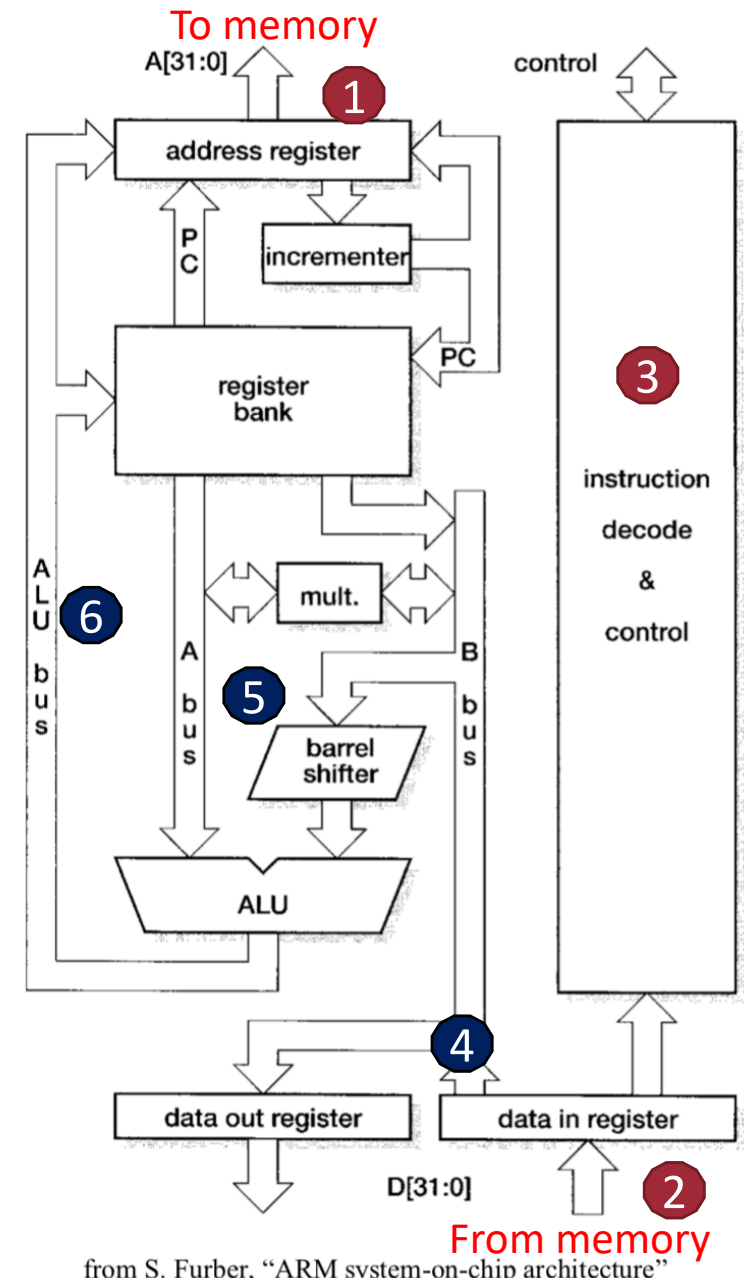 To memory
A[31:0]
control
1
address register
PC
incrementer
PC
register
bank
3
instruction
decode
&
control
mult.
ALU bus
6
A bus
5
B bus
barrel
shifter
ALU
4
data out register
data in register
D[31:0]
2
From memory
from S. Furber, “ARM system-on-chip architecture”